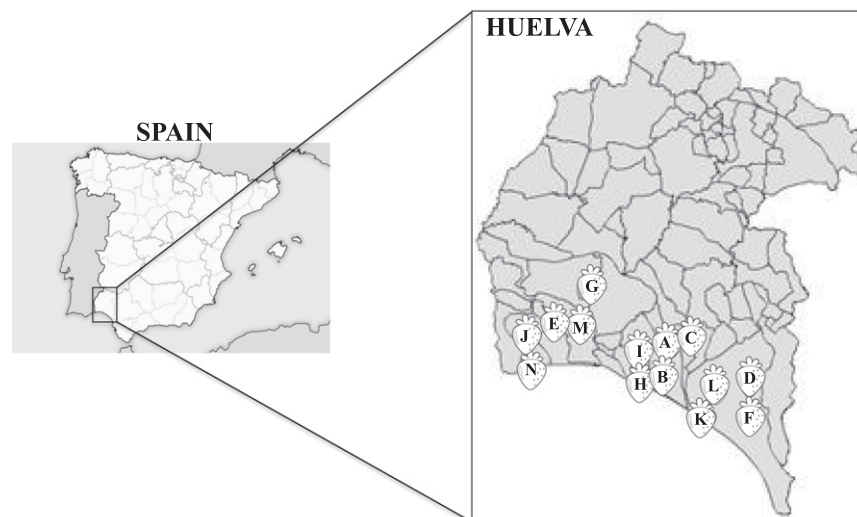 HUELVA
SPAIN
G
J E M
I A C
N
H B L D
K F